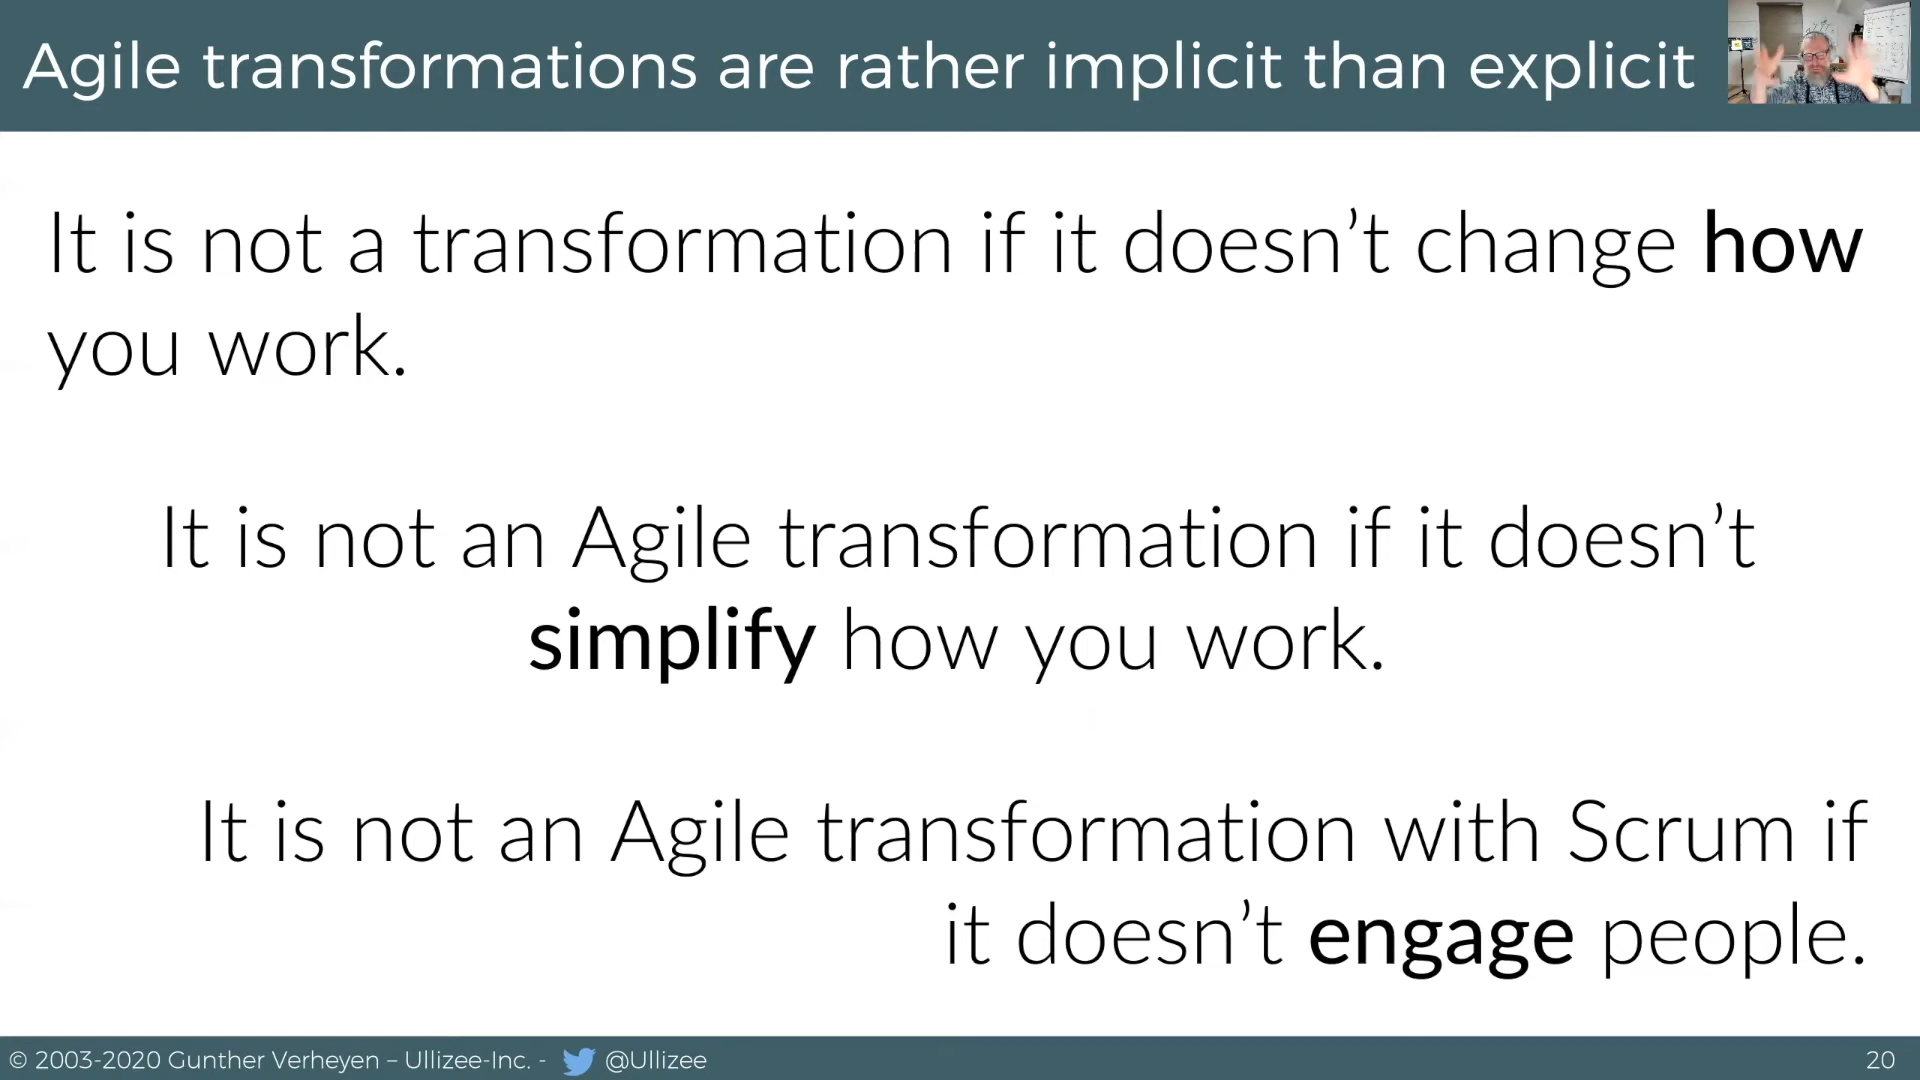 Agile transformations are rather implicit than explicit
It is not a transformation if it doesn’t change how
you work.
It is not an Agile transformation if it doesn’t
simplify how you work.
It is not an Agile transformation with Scrum if
it doesn’t engage people.
© 2003-2020 Gunther Verheyen – Ullizee-Inc. - @Ullizee
20